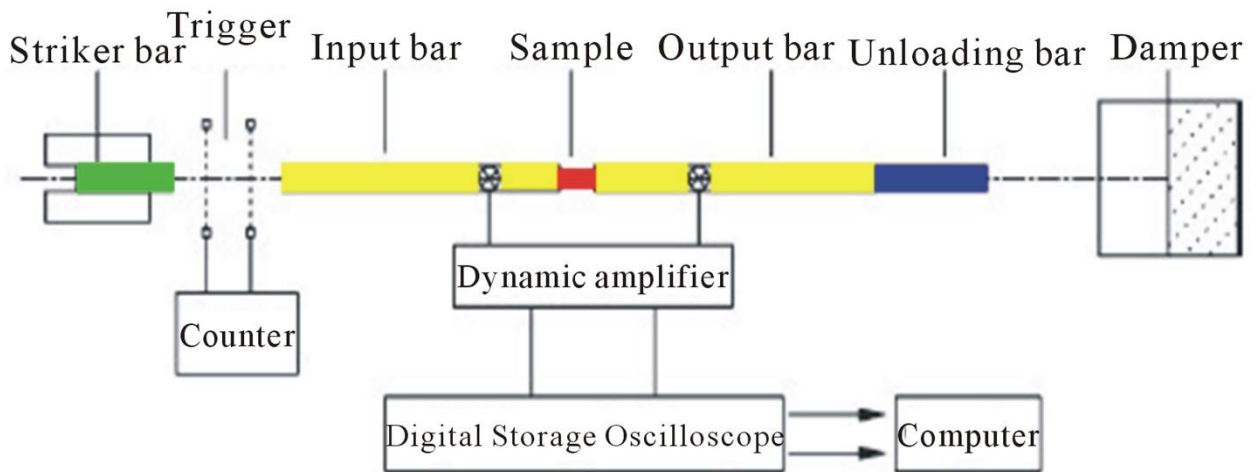 Striker bar
Trigger
Input bar
Sample
Output bar
Unloading bar
Damper
Dynamic amplifier
Counter
Digital Storage Oscilloscope
Computer